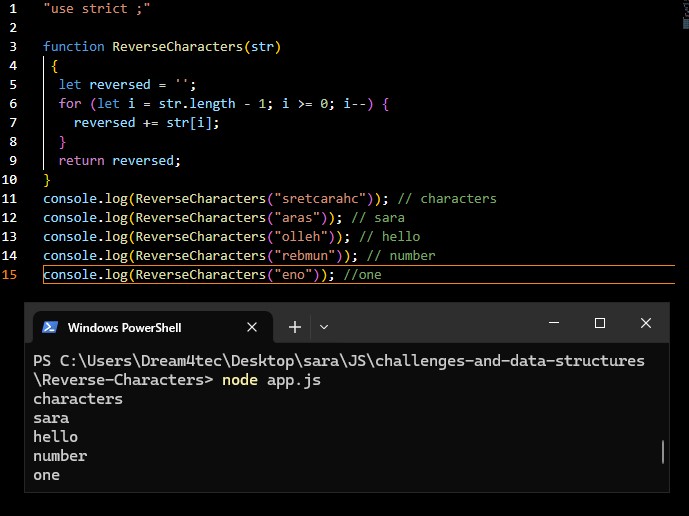 1 "use strict ;"
2
3 function ReverseCharacters(str)
4 {
5 let reversed = '';
6 for (let i = str.length - 1; i >= 0; i--) {
7 reversed += str[i];
8 }
9 return reversed;
10 }
11 console.log(ReverseCharacters("sretcarahc")); // characters
12 console.log(ReverseCharacters("aras")); // sara
13 console.log(ReverseCharacters("olleh")); // hello
14 console.log(ReverseCharacters("rebmun")); // number
15 console.log(ReverseCharacters("eno")); //one
Windows PowerShell
PS C:\Users\Dream4tec\Desktop\sara\JS\challenges-and-data-structures
\Reverse-Characters> node app.js
characters
sara
hello
number
one